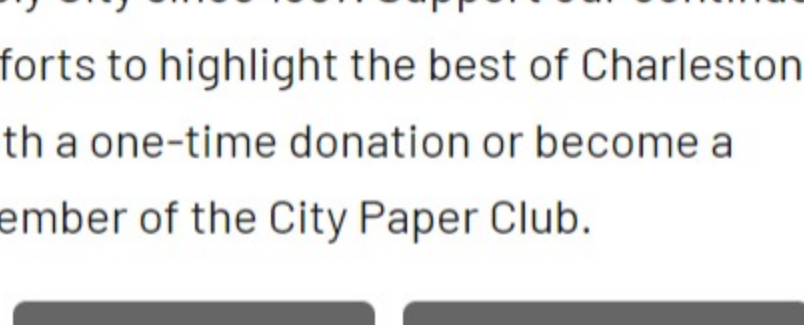 forts to highlight the best of Charleston
th a one-time donation or become a
ember of the City Paper Club.